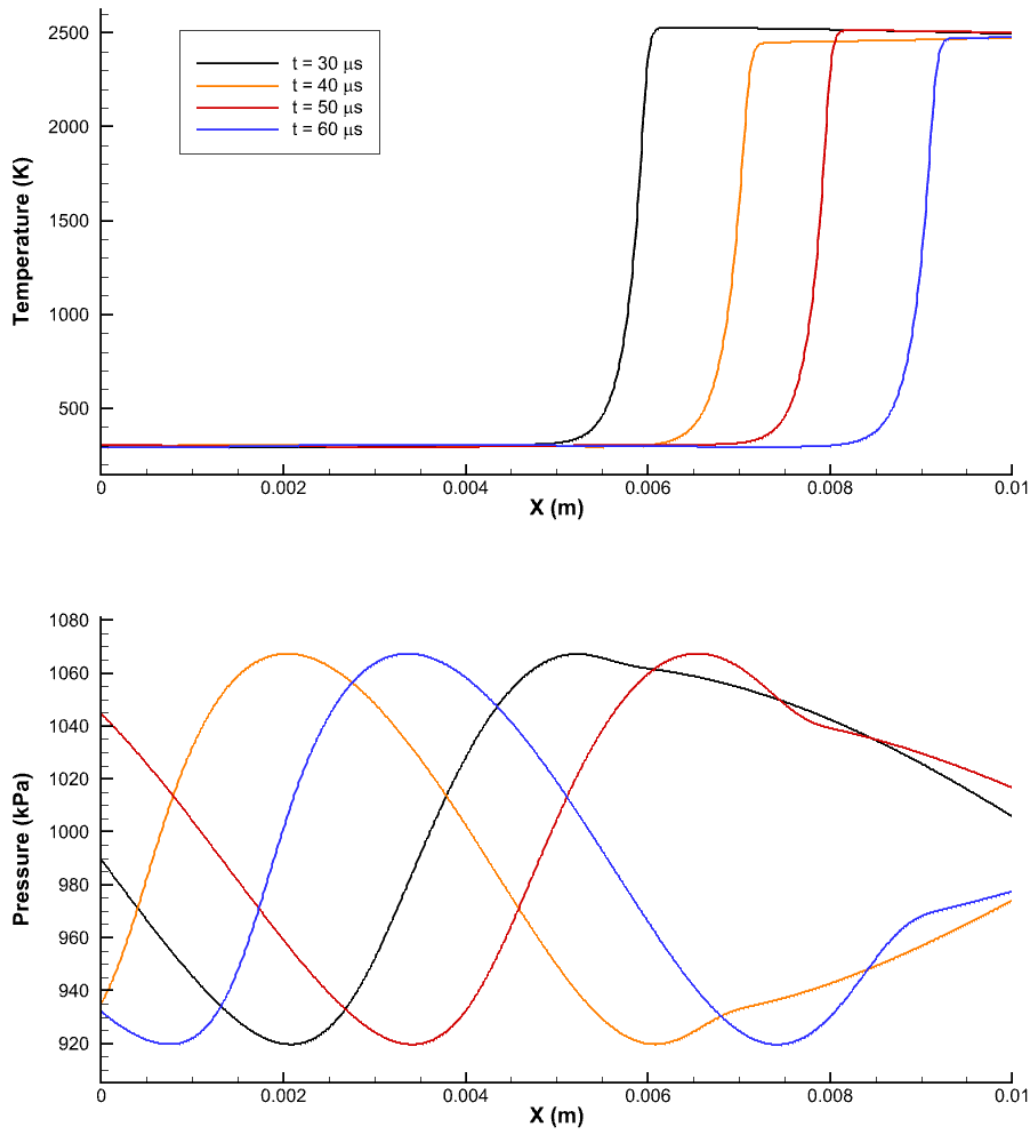 2500
2000
1500
1000
500
Temperature (K)
t = 30 μs
t = 40 μs
t = 50 μs
t = 60 μs
0 0.002 0.004 0.006 0.008 0.01
X (m)
1080
1060
1040
1020
1000
980
960
940
920
Pressure (kPa)
0 0.002 0.004 0.006 0.008 0.01
X (m)